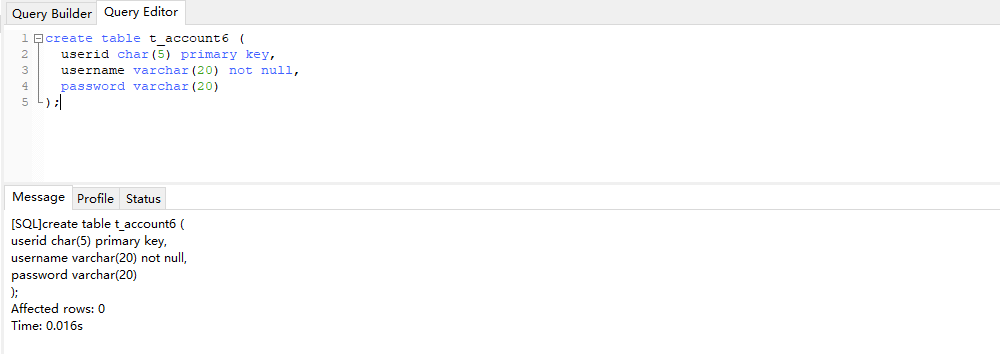 Query Builder Query Editor
1 create table t_account6 (
2 userid char(5) primary key,
3 username varchar(20) not null,
4 password varchar(20)
5 );
Message Profile Status
[SQL]create table t_account6 (
userid char(5) primary key,
username varchar(20) not null,
password varchar(20)
);
Affected rows: 0
Time: 0.016s